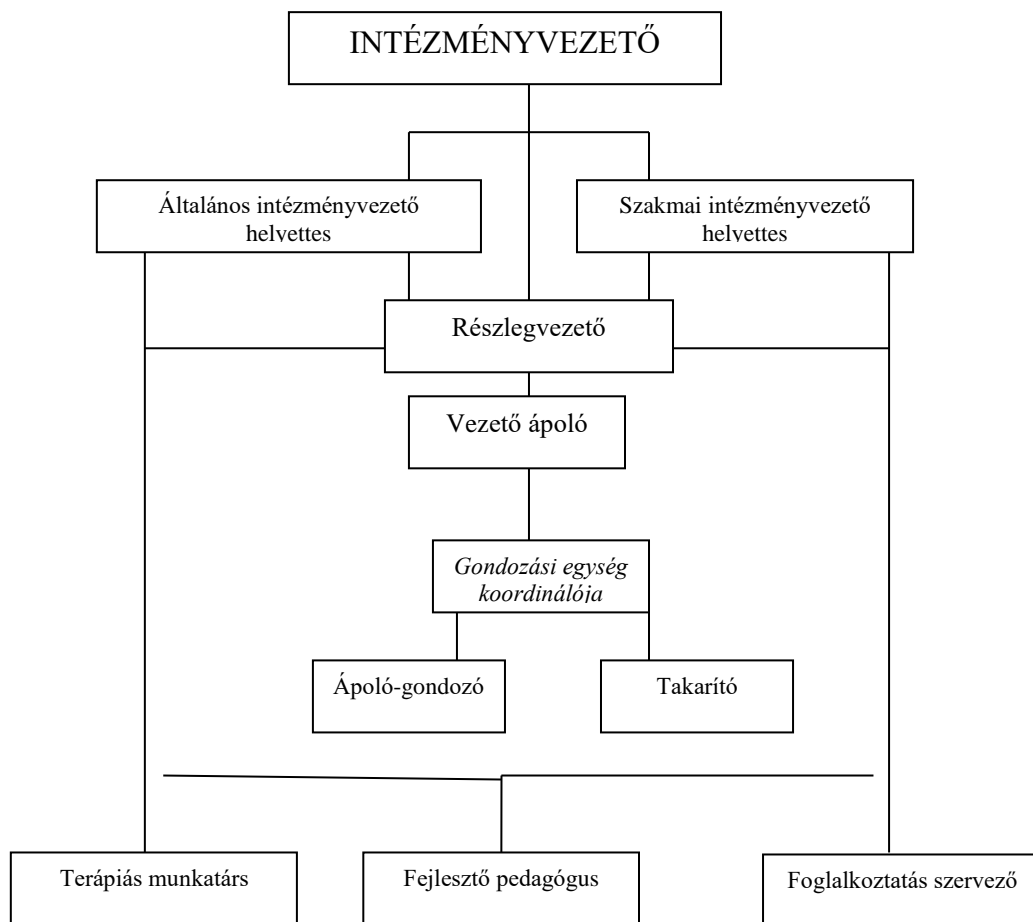 INTÉZMÉNYVEZETŐ
Általános intézményvezető
helyettes
Szakmai intézményvezető
helyettes
Részlegvezető
Vezető ápoló
Gondozási egység
koordinálója
Ápoló-gondozó
Takarító
Terápiás munkatárs
Fejlesztő pedagógus
Foglalkoztatás szervező